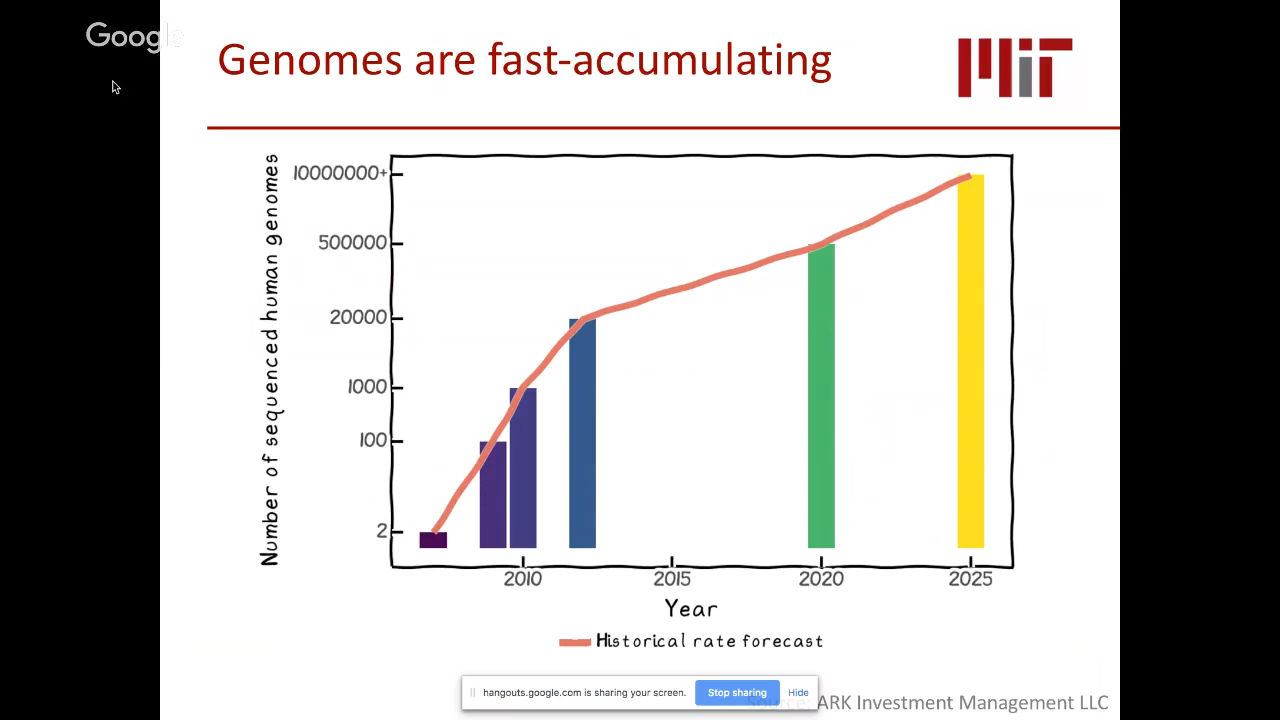 Google
Genomes are fast-accumulating
MiT
Number of sequenced human genomes
10000000+
500000
20000
1000
100
2
2010
2015
2020
2025
Year
Historical rate forecast
hangouts.google.com is sharing your screen.
Stop sharing
Hide
Source: ARK Investment Management LLC